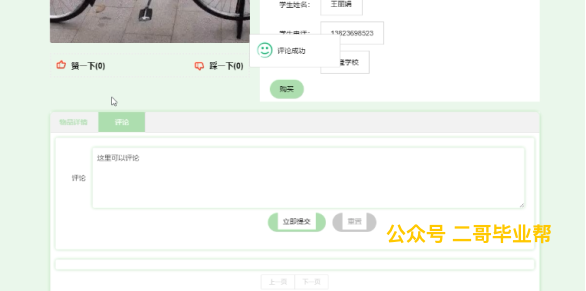 学生姓名：
王丽娟
学生电话：
13823698523
评论成功
学校
赞一下(0)
踩一下(0)
购买
物品详细
评论
评论
这里可以评论
立即提交
重置
公众号 二哥毕业帮
上一页
下一页